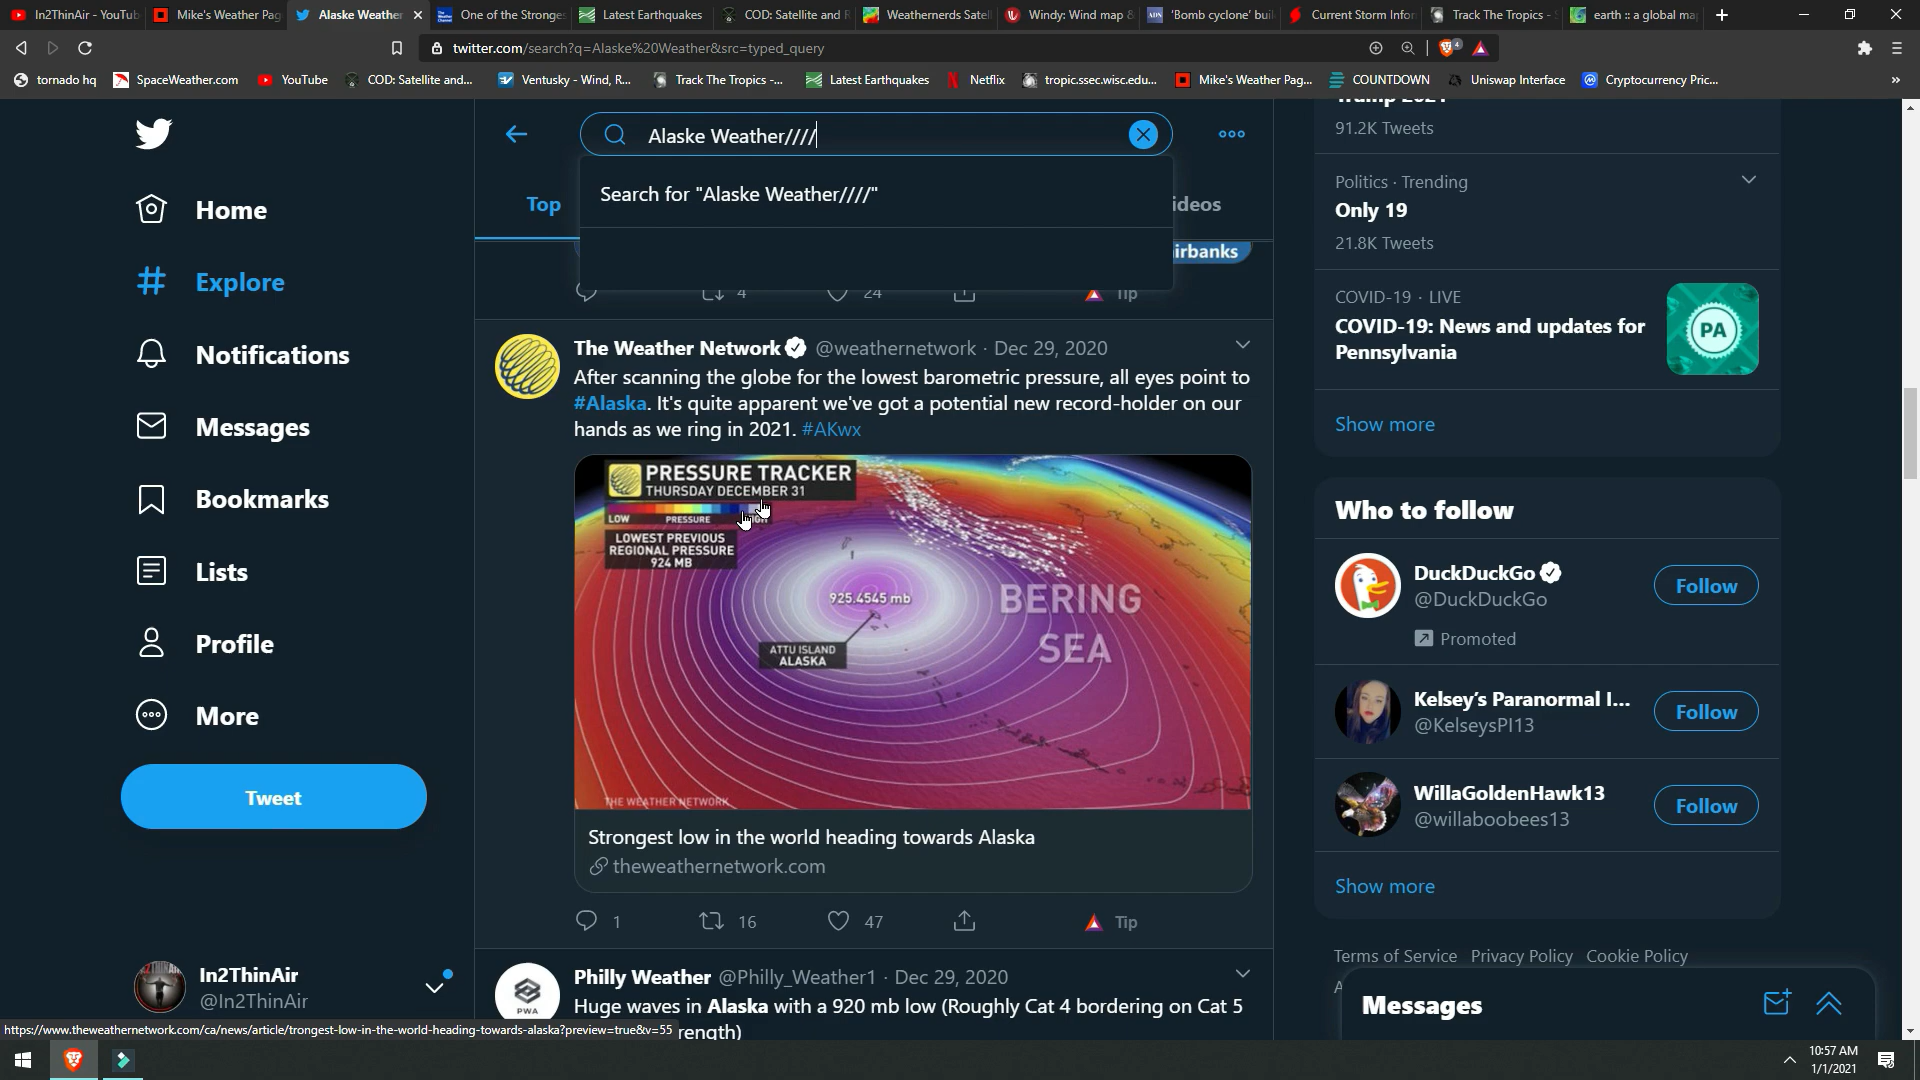 In2ThinAir - YouTub
Mike's Weather Pag
Alaske Weather
One of the Stronges
Latest Earthquakes
COD: Satellite and R
Weathernerds Satel
Windy: Wind map &
'Bomb cyclone' buil
Current Storm Infor
Track The Tropics - S
earth :: a global ma
twitter.com/search?q=Alaske%20Weather&src=typed_query
4
tornado hq
SpaceWeather.com
YouTube
COD: Satellite and...
Ventusky - Wind, R...
Track The Tropics -...
Latest Earthquakes
Netflix
tropic.ssec.wisc.edu...
Mike's Weather Pag...
COUNTDOWN
Uniswap Interface
Cryptocurrency Pric...
Home
Explore
Notifications
Messages
Bookmarks
Lists
Profile
More
Tweet
In2ThinAir
@In2ThinAir
Alaske Weather////
Search for "Alaske Weather////"
Top
ideos
irbanks
4
24
Tip
The Weather Network @weathernetwork · Dec 29, 2020
After scanning the globe for the lowest barometric pressure, all eyes point to
#Alaska. It's quite apparent we've got a potential new record-holder on our
hands as we ring in 2021. #AKwx
PRESSURE TRACKER
THURSDAY DECEMBER 31
LOW PRESSURE
LOWEST PREVIOUS
REGIONAL PRESSURE
924 MB
925.4545 mb
ATTU ISLAND
ALASKA
BERING
SEA
THE WEATHER NETWORK
Strongest low in the world heading towards Alaska
theweathernetwork.com
1
16
47
Tip
Philly Weather @Philly_Weather1 · Dec 29, 2020
PWA
Huge waves in Alaska with a 920 mb low (Roughly Cat 4 bordering on Cat 5
rength)
91.2K Tweets
Politics · Trending
Only 19
21.8K Tweets
COVID-19 · LIVE
COVID-19: News and updates for
Pennsylvania
PA
Show more
Who to follow
DuckDuckGo
@DuckDuckGo
Promoted
Follow
Kelsey's Paranormal I...
@KelseysPI13
Follow
WillaGoldenHawk13
@willaboobees13
Follow
Show more
Terms of Service Privacy Policy Cookie Policy
Messages
https://www.theweathernetwork.com/ca/news/article/trongest-low-in-the-world-heading-towards-alaska?preview=true&v=55
10:57 AM
1/1/2021